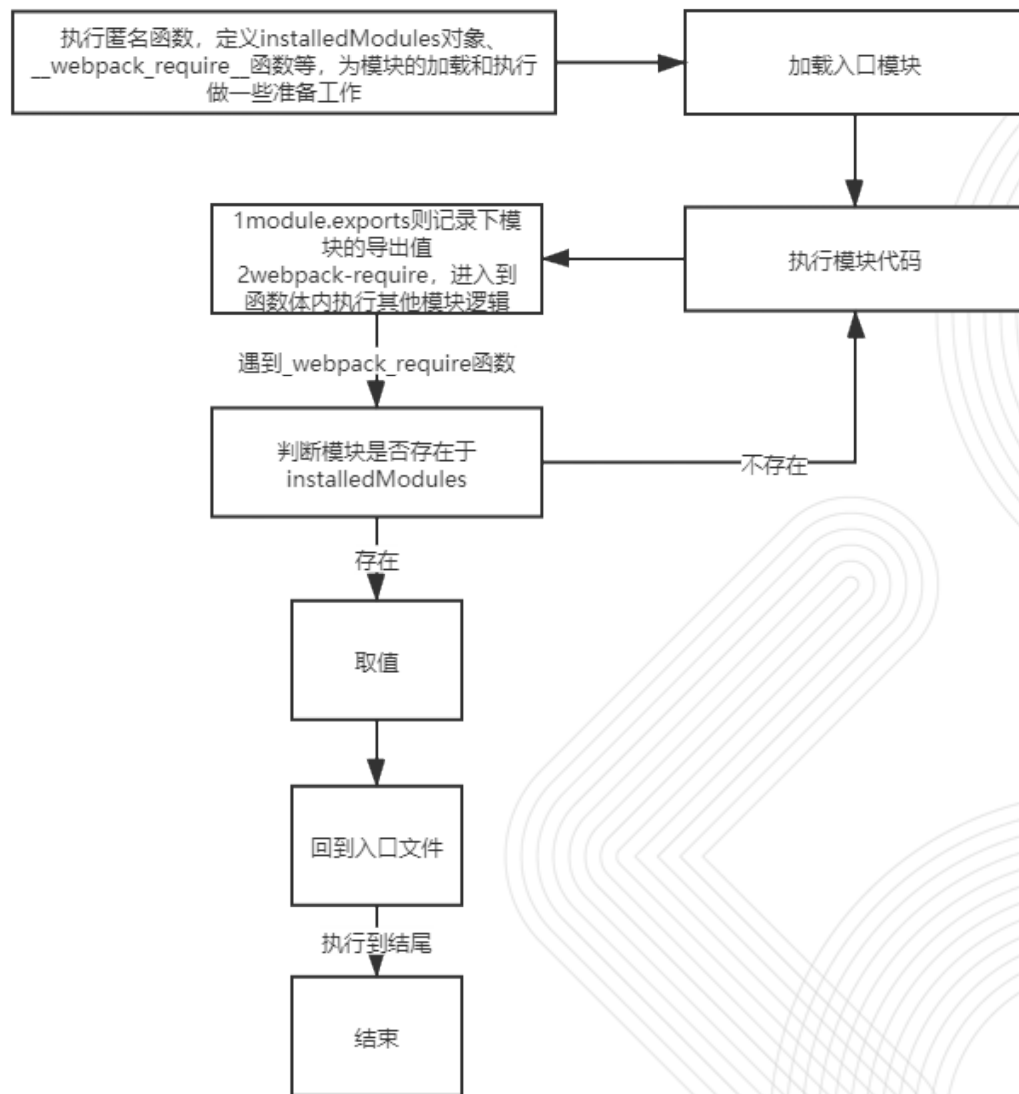 执行匿名函数，定义installedModules对象、
__webpack_require__函数等，为模块的加载和执行
做一些准备工作
加载入口模块
执行模块代码
1module.exports则记录下模
块的导出值
2webpack-require，进入到
函数体内执行其他模块逻辑
遇到_webpack_require函数
判断模块是否存在于
installedModules
不存在
存在
取值
回到入口文件
执行到结尾
结束